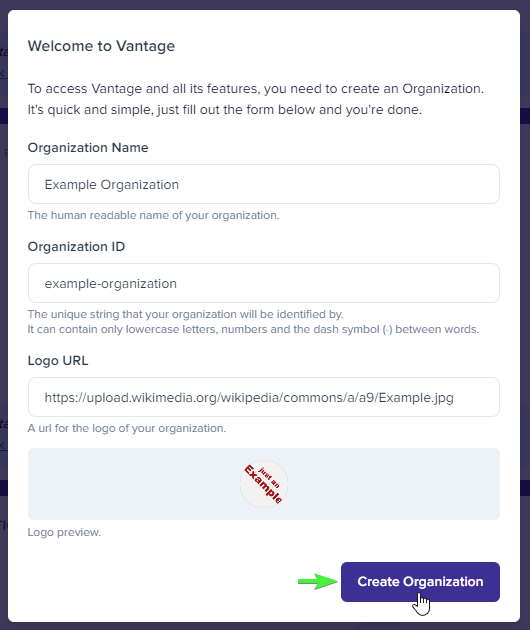 Welcome to Vantage
To access Vantage and all its features, you need to create an Organization.
It's quick and simple, just fill out the form below and you're done.
Organization Name
Example Organization
The human readable name of your organization.
Organization ID
example-organization
The unique string that your organization will be identified by.
It can contain only lowercase letters, numbers and the dash symbol (-) between words.
Logo URL
https://upload.wikimedia.org/wikipedia/commons/a/a9/Example.jpg
A url for the logo of your organization.
just an
Example
Logo preview.
Create Organization